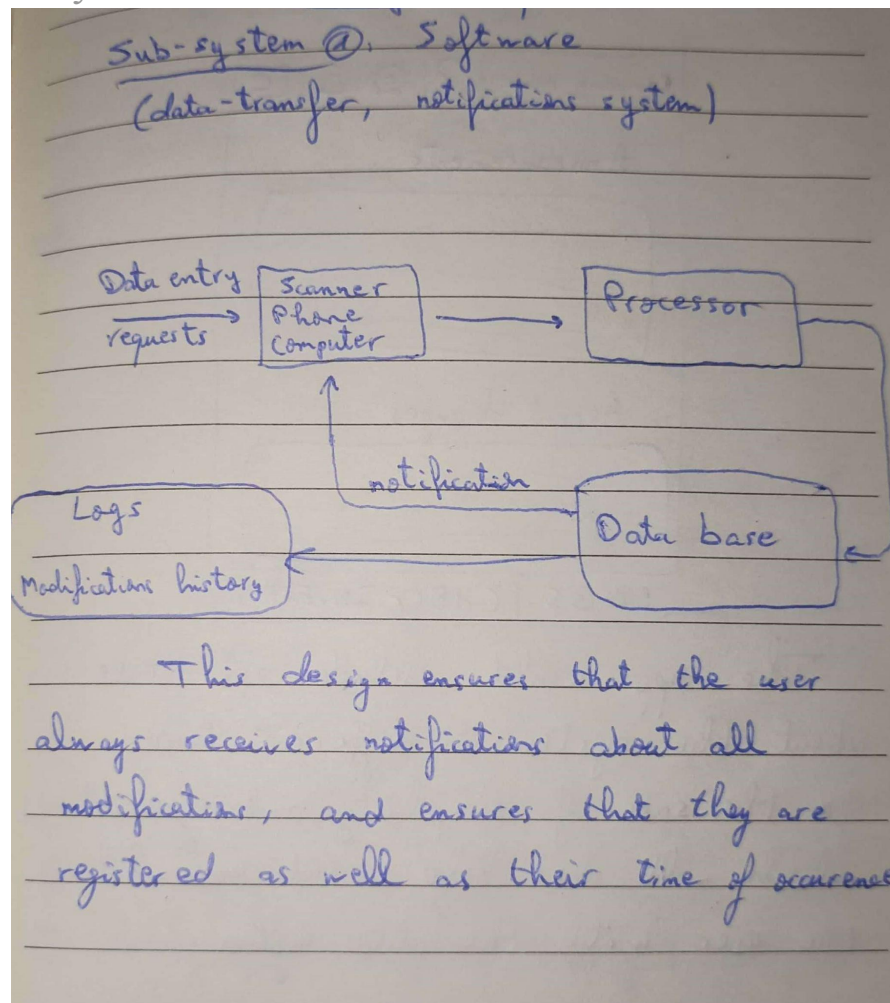 Sub-system @: Software
(data-transfer, notifications system)
Data entry
requests
Scanner
Phone
Computer
Processor
notification
Logs
Modifications history
Data base
This design ensures that the user
always receives notifications about all
modifications, and ensures that they are
registered as well as their time of occurence